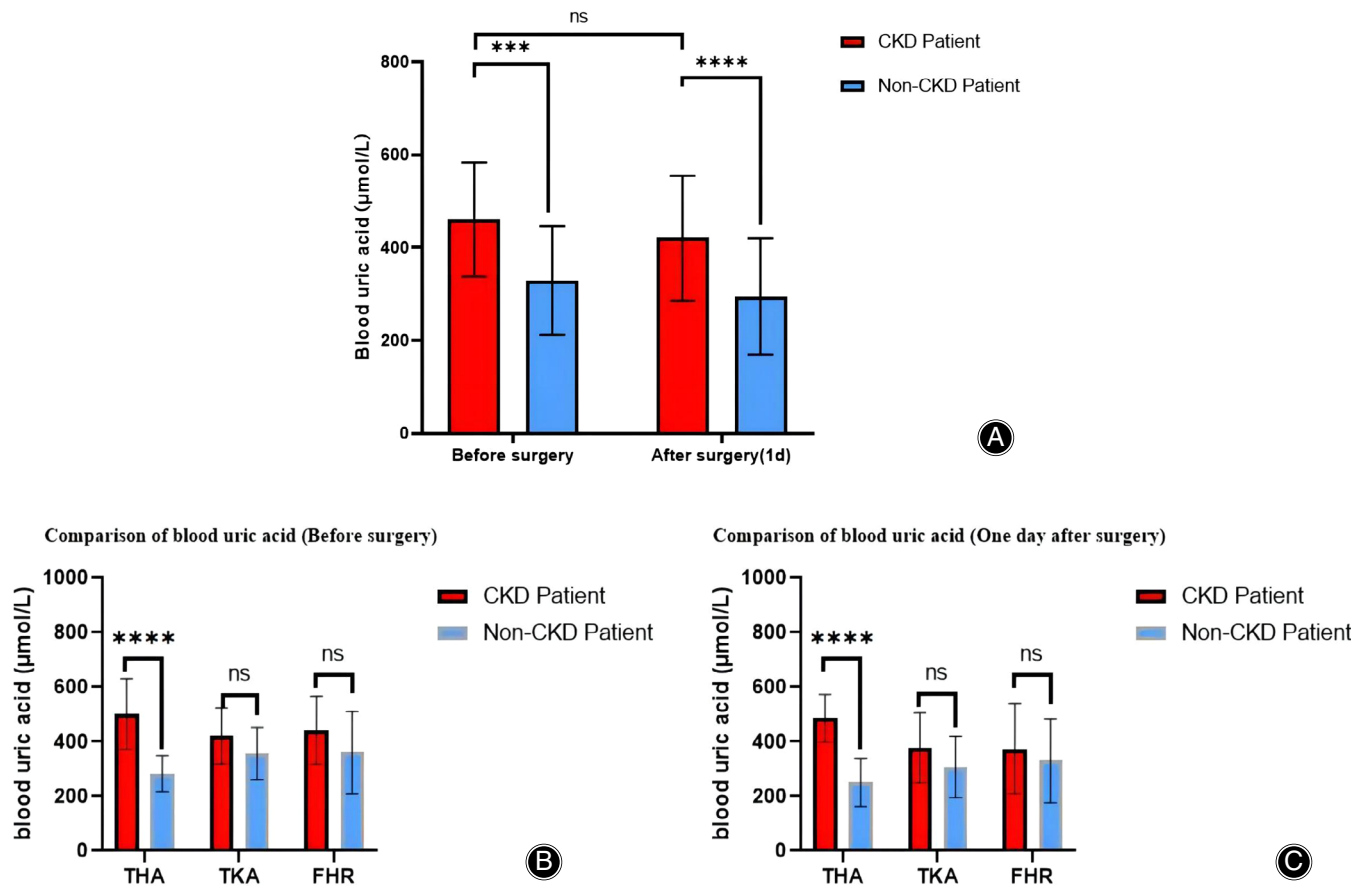 ns
CKD Patient
***
****
Non-CKD Patient
800
600
400
200
0
Blood uric acid (μmol/L)
Before surgery
After surgery(1d)
A
Comparison of blood uric acid (Before surgery)
1000
800
600
400
200
0
blood uric acid (μmol/L)
CKD Patient
Non-CKD Patient
****
ns
ns
THA
TKA
FHR
B
Comparison of blood uric acid (One day after surgery)
1000
800
600
400
200
0
blood uric acid (μmol/L)
CKD Patient
Non-CKD Patient
****
ns
ns
THA
TKA
FHR
C